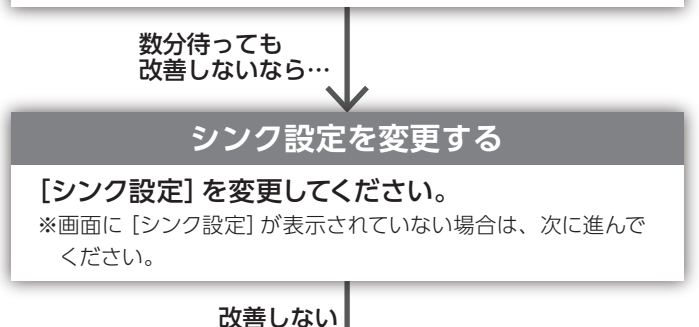 数分待っても
改善しないなら…
シンク設定を変更する
[シンク設定] を変更してください。
※画面に [シンク設定] が表示されていない場合は、次に進んで
ください。
改善しない